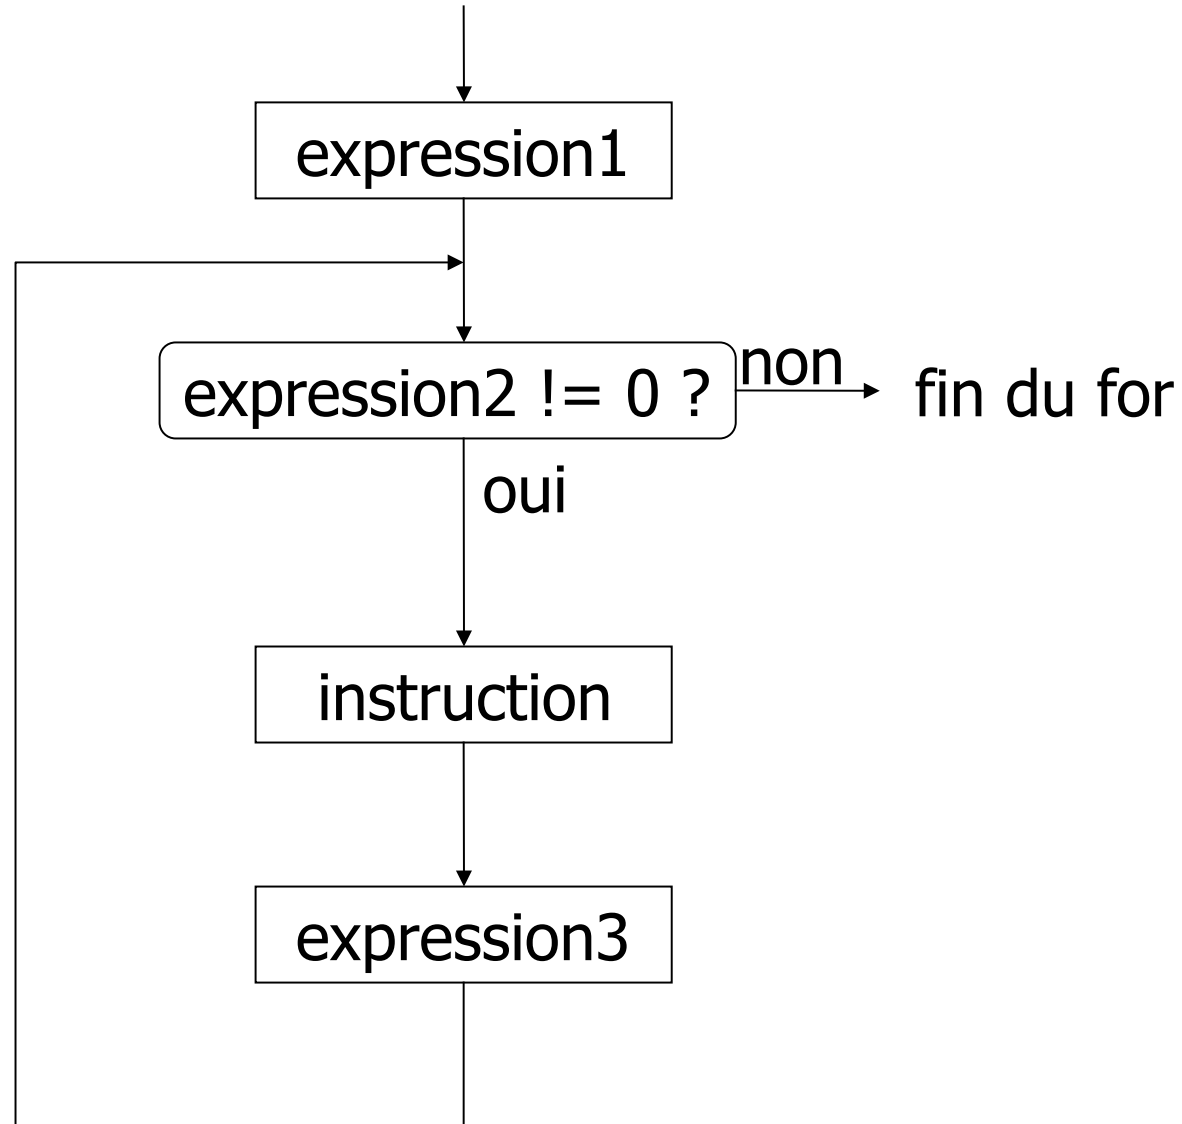 expression1
expression2 != 0 ?
non
fin du for
oui
instruction
expression3